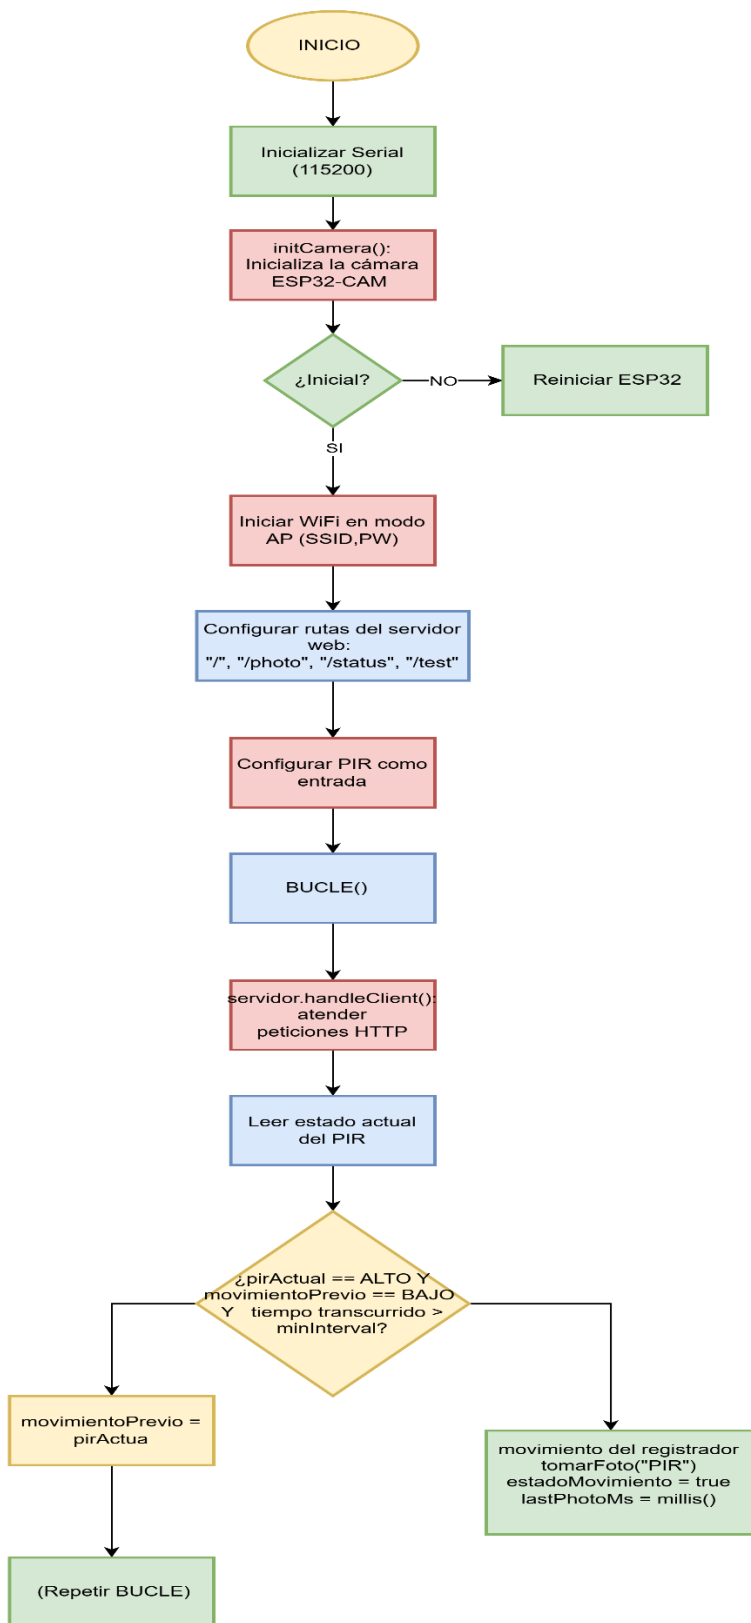 INICIO
Inicializar Serial
(115200)
initCamera():
Inicializa la cámara
ESP32-CAM
¿Inicial?
NO
Reiniciar ESP32
SI
Iniciar WiFi en modo
AP (SSID,PW)
Configurar rutas del servidor
web:
"/", "/photo", "/status", "/test"
Configurar PIR como
entrada
BUCLE()
servidor.handleClient():
atender
peticiones HTTP
Leer estado actual
del PIR
¿pirActual == ALTO Y
movimientoPrevio == BAJO
Y tiempo transcurrido >
minInterval?
movimientoPrevio =
pirActua
movimiento del registrador
tomarFoto("PIR")
estadoMovimiento = true
lastPhotoMs = millis()
(Repetir BUCLE)